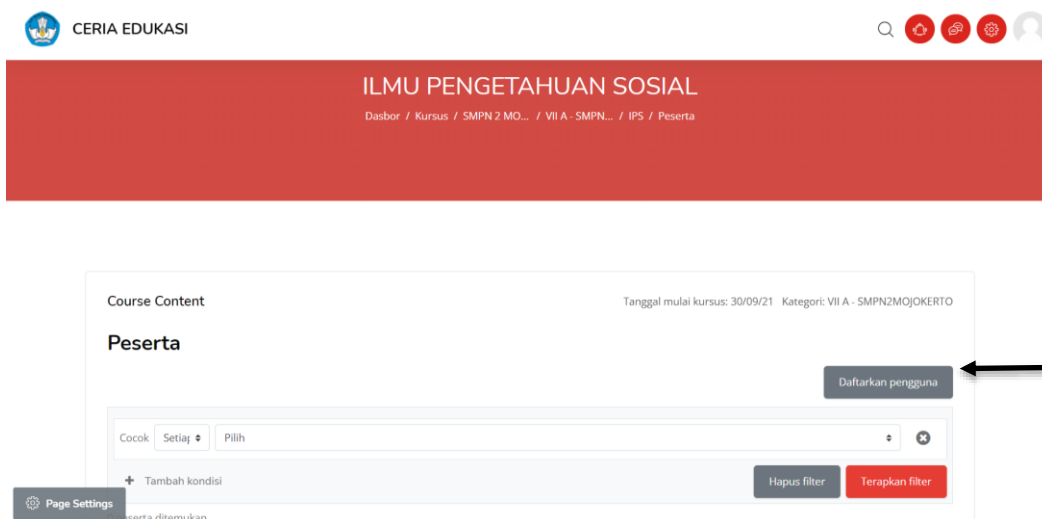 CERIA EDUKASI
ILMU PENGETAHUAN SOSIAL
Dasbor / Kursus / SMPN 2 MO... / VII A - SMPN... / IPS / Peserta
Course Content
Tanggal mulai kursus: 30/09/21 Kategori: VII A - SMPN2MOJOKERTO
Peserta
Daftarkan pengguna
Cocok Setiap Pilih
Tambah kondisi
Hapus filter Terapkan filter
Page Settings
peserta ditemukan